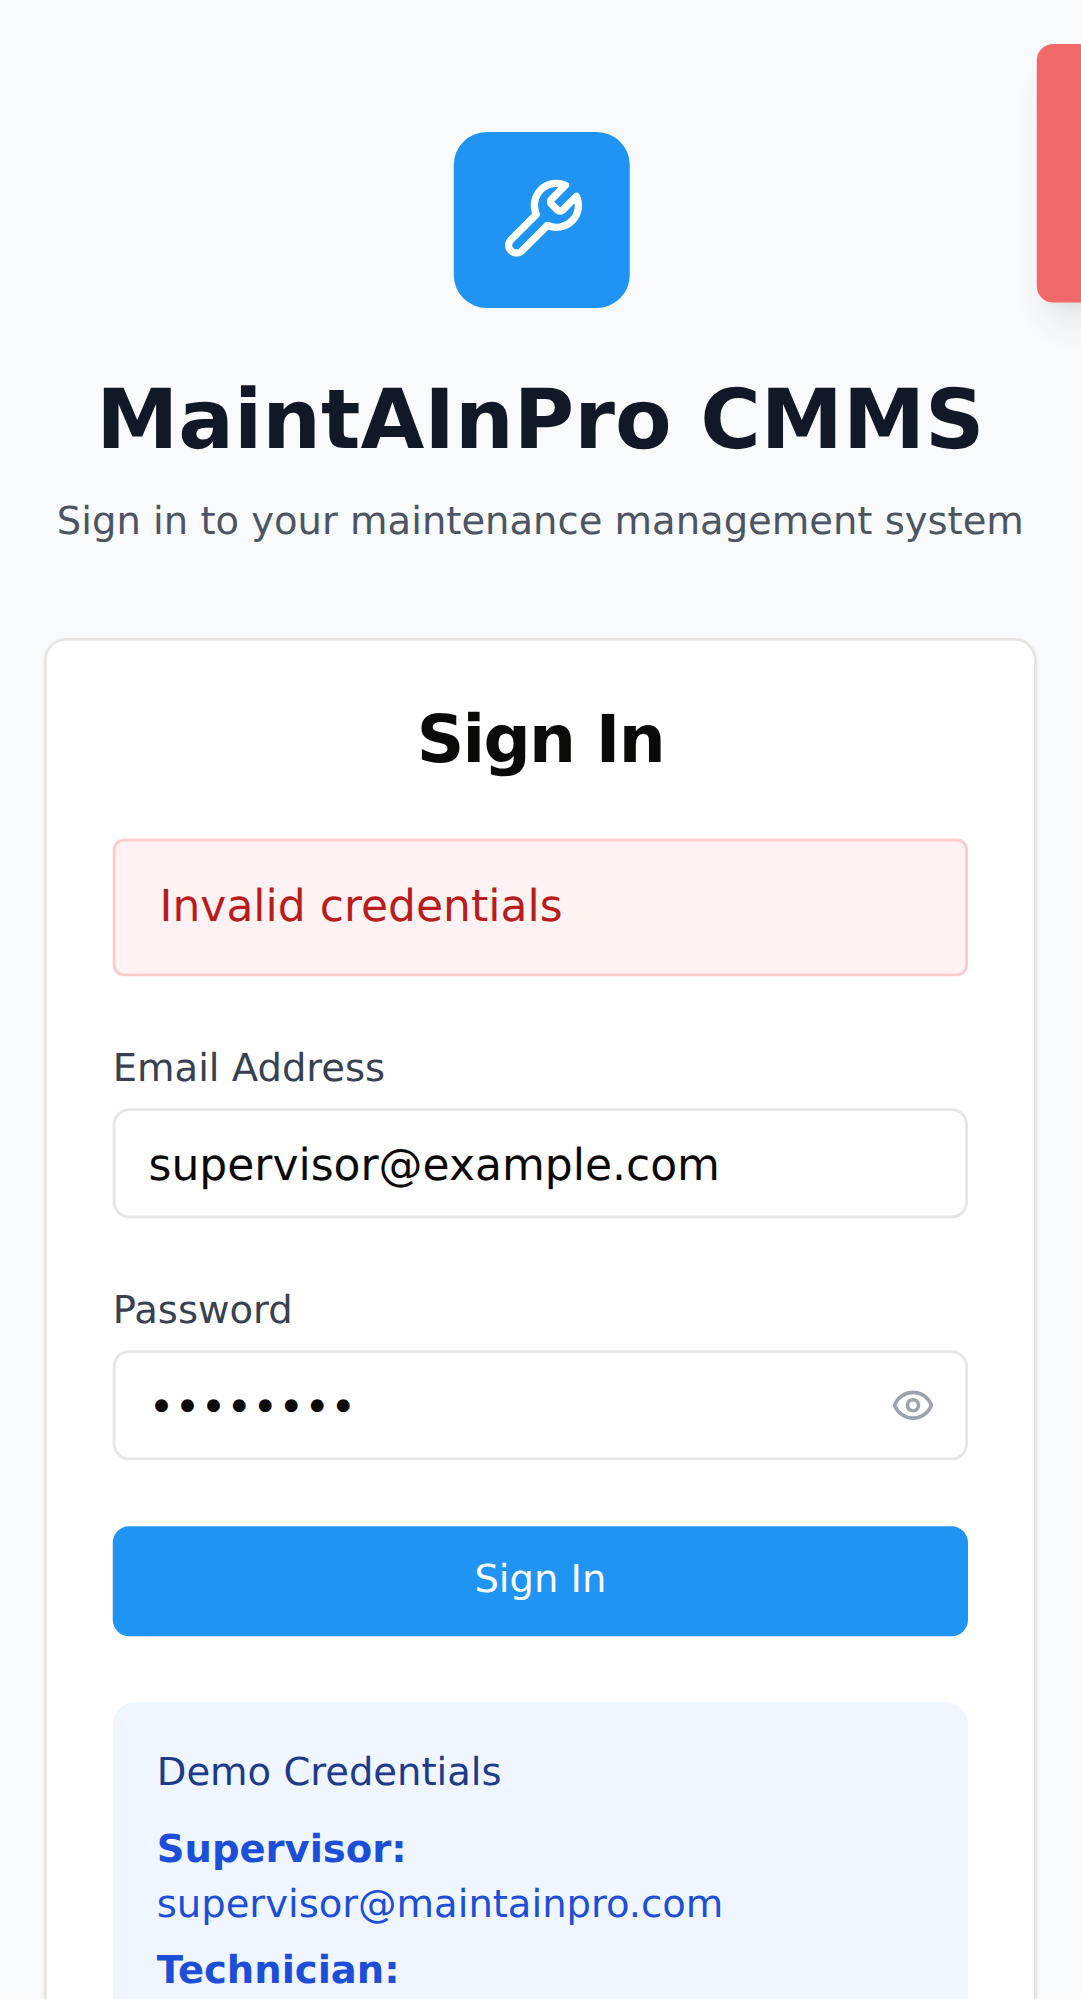 MaintAInPro CMMS
Sign in to your maintenance management system
Sign In
Invalid credentials
Email Address
supervisor@example.com
Password
••••••••
Sign In
Demo Credentials
Supervisor:
supervisor@maintainpro.com
Technician: